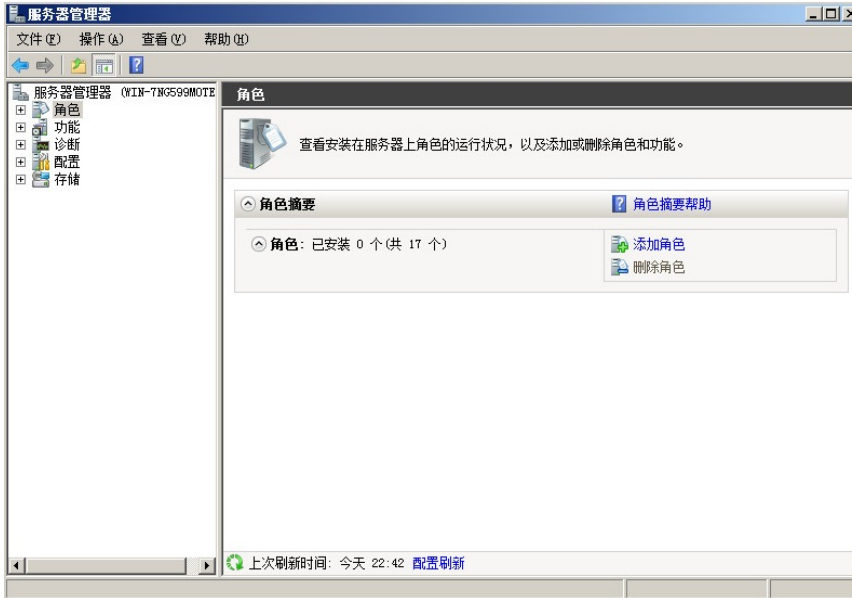 服务器管理器
文件(F) 操作(A) 查看(V) 帮助(H)
服务器管理器 (WIN-7NG599MOTE
角色
功能
诊断
配置
存储
角色
查看安装在服务器上角色的运行状况，以及添加或删除角色和功能。
角色摘要
角色摘要帮助
角色: 已安装 0 个(共 17 个)
添加角色
删除角色
上次刷新时间: 今天 22:42 配置刷新